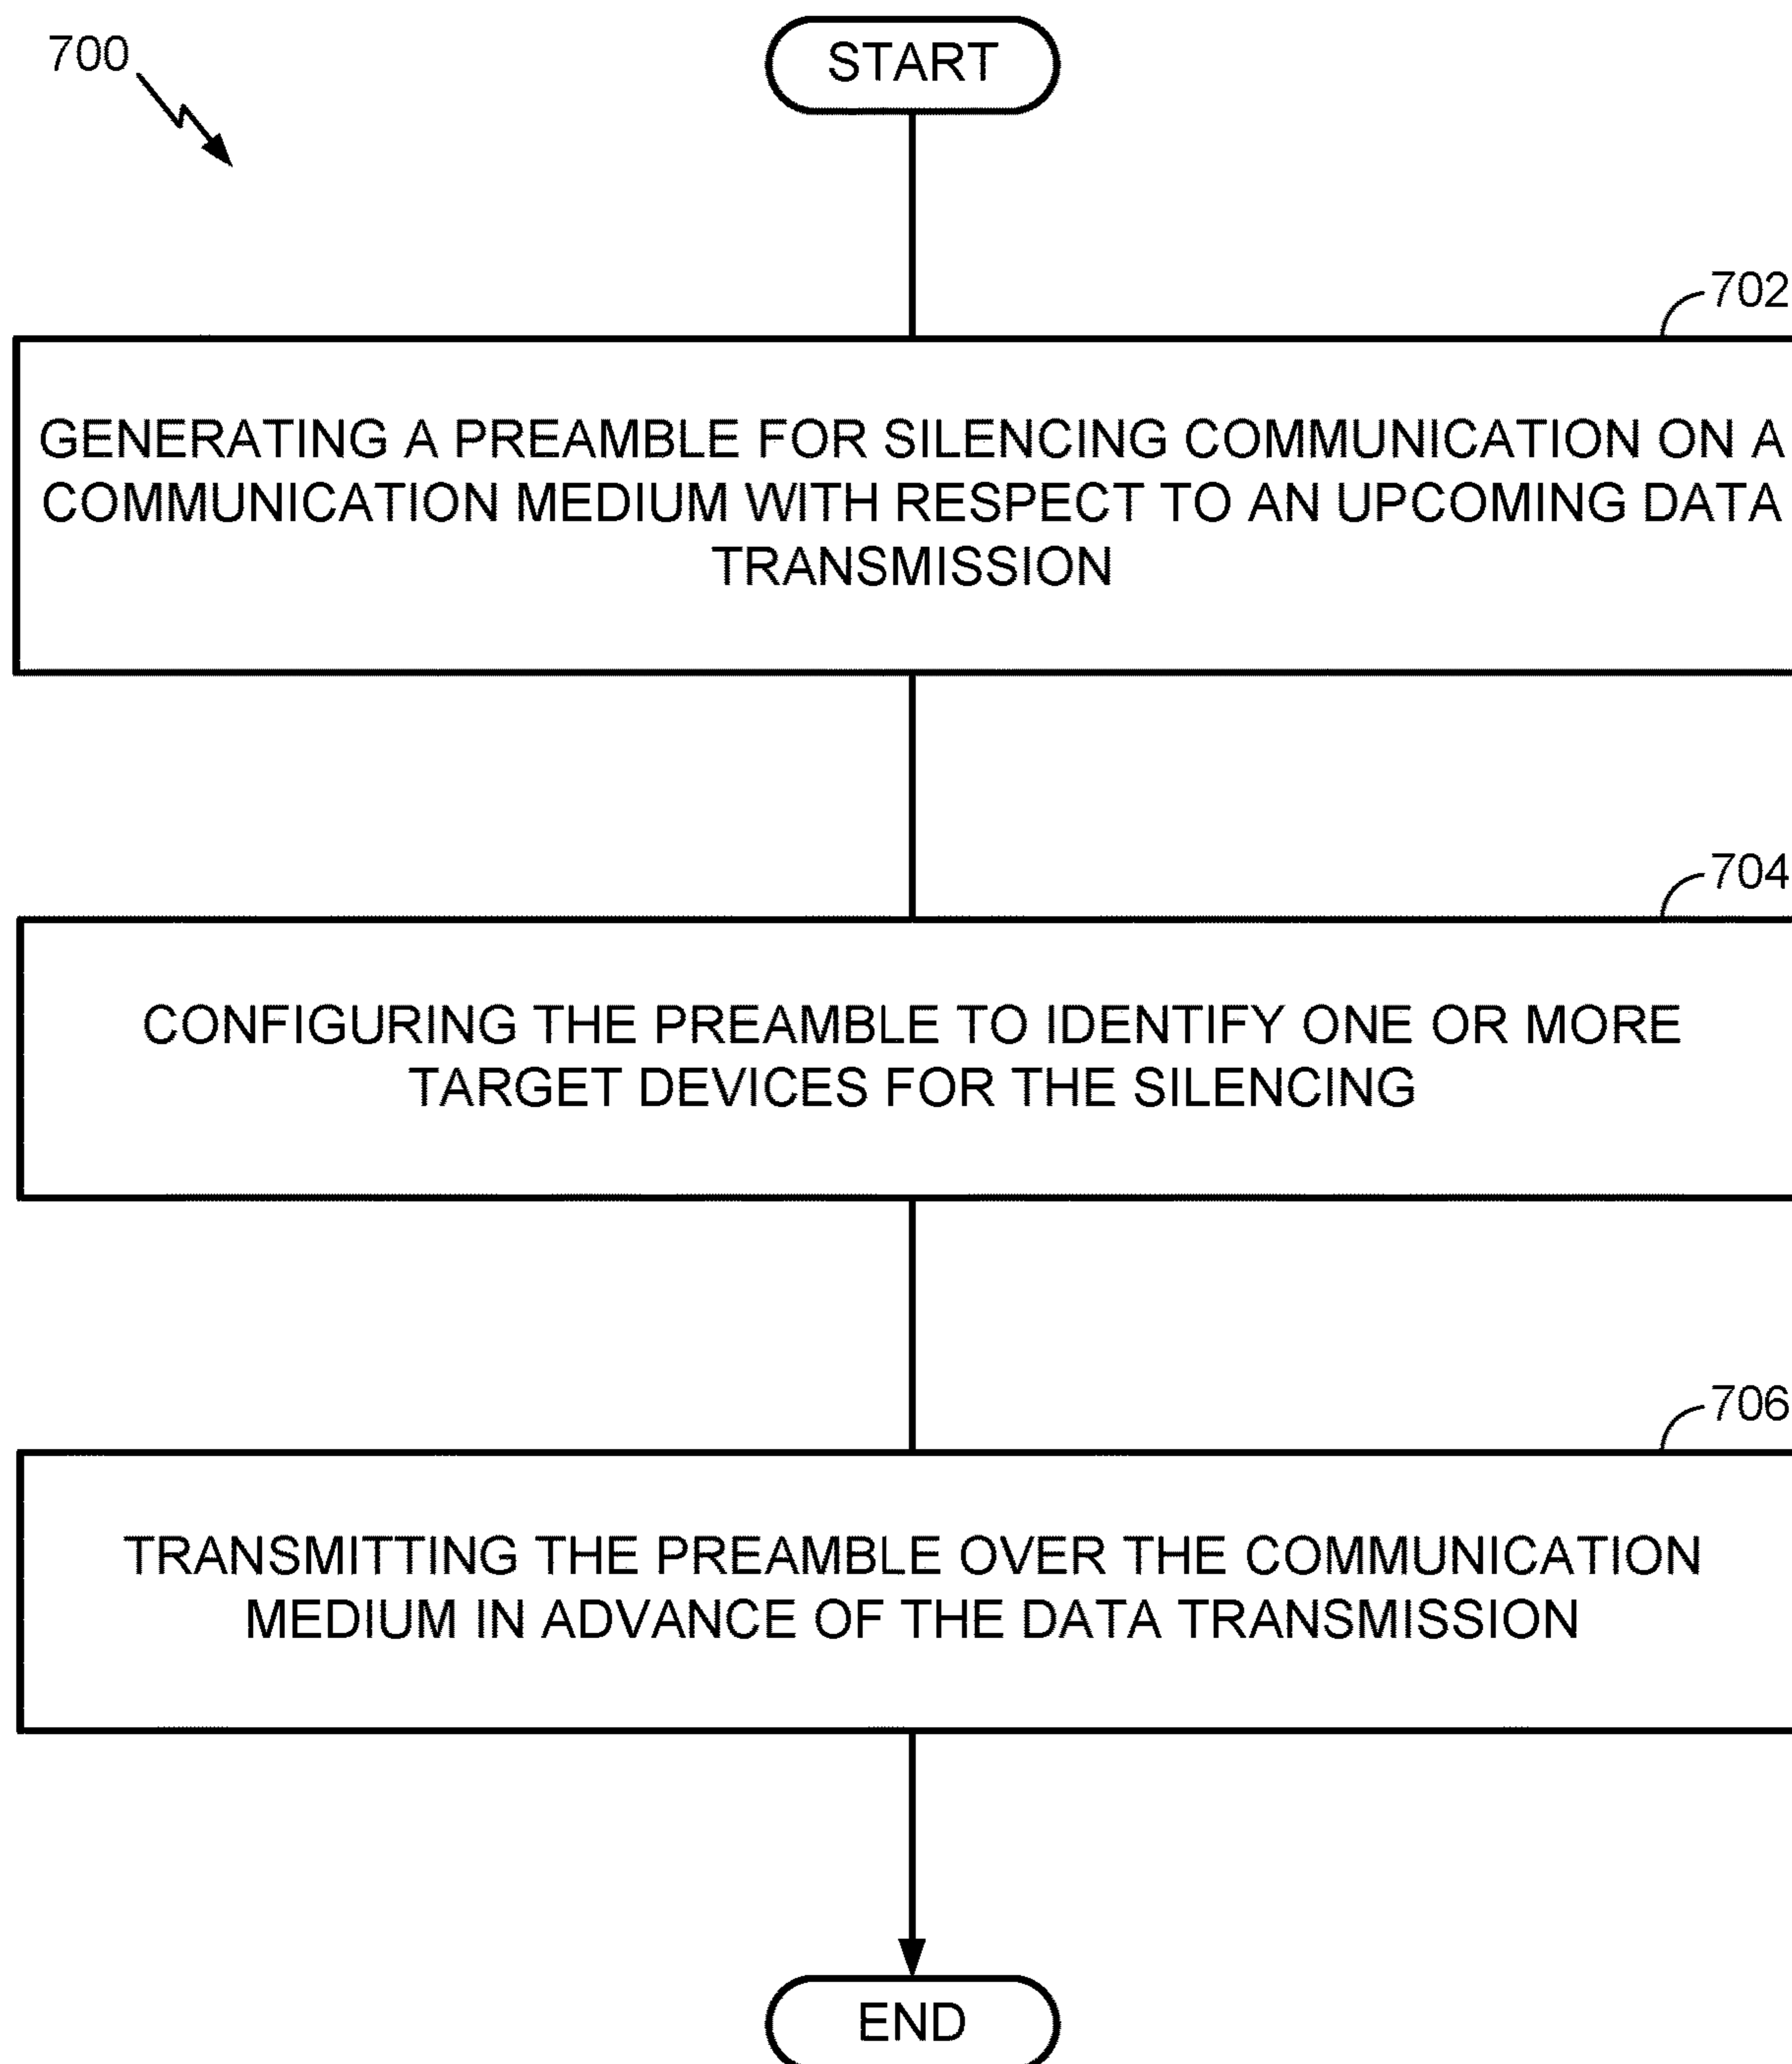 700
START
702
GENERATING A PREAMBLE FOR SILENCING COMMUNICATION ON A
COMMUNICATION MEDIUM WITH RESPECT TO AN UPCOMING DATA
TRANSMISSION
704
CONFIGURING THE PREAMBLE TO IDENTIFY ONE OR MORE
TARGET DEVICES FOR THE SILENCING
706
TRANSMITTING THE PREAMBLE OVER THE COMMUNICATION
MEDIUM IN ADVANCE OF THE DATA TRANSMISSION
END